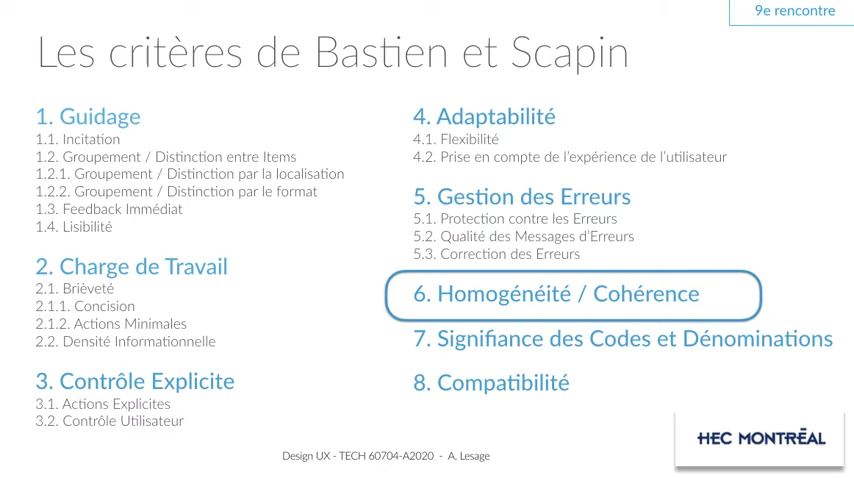 9e rencontre
Les critères de Bastien et Scapin
1. Guidage
1.1. Incitation
1.2. Groupement / Distinction entre Items
1.2.1. Groupement / Distinction par la localisation
1.2.2. Groupement / Distinction par le format
1.3. Feedback Immédiat
1.4. Lisibilité
2. Charge de Travail
2.1. Brièveté
2.1.1. Concision
2.1.2. Actions Minimales
2.2. Densité Informationnelle
3. Contrôle Explicite
3.1. Actions Explicites
3.2. Contrôle Utilisateur
4. Adaptabilité
4.1. Flexibilité
4.2. Prise en compte de l'expérience de l'utilisateur
5. Gestion des Erreurs
5.1. Protection contre les Erreurs
5.2. Qualité des Messages d'Erreurs
5.3. Correction des Erreurs
6. Homogénéité / Cohérence
7. Signifiance des Codes et Dénominations
8. Compatibilité
HEC MONTRÉAL
Design UX - TECH 60704-A2020 - A. Lesage